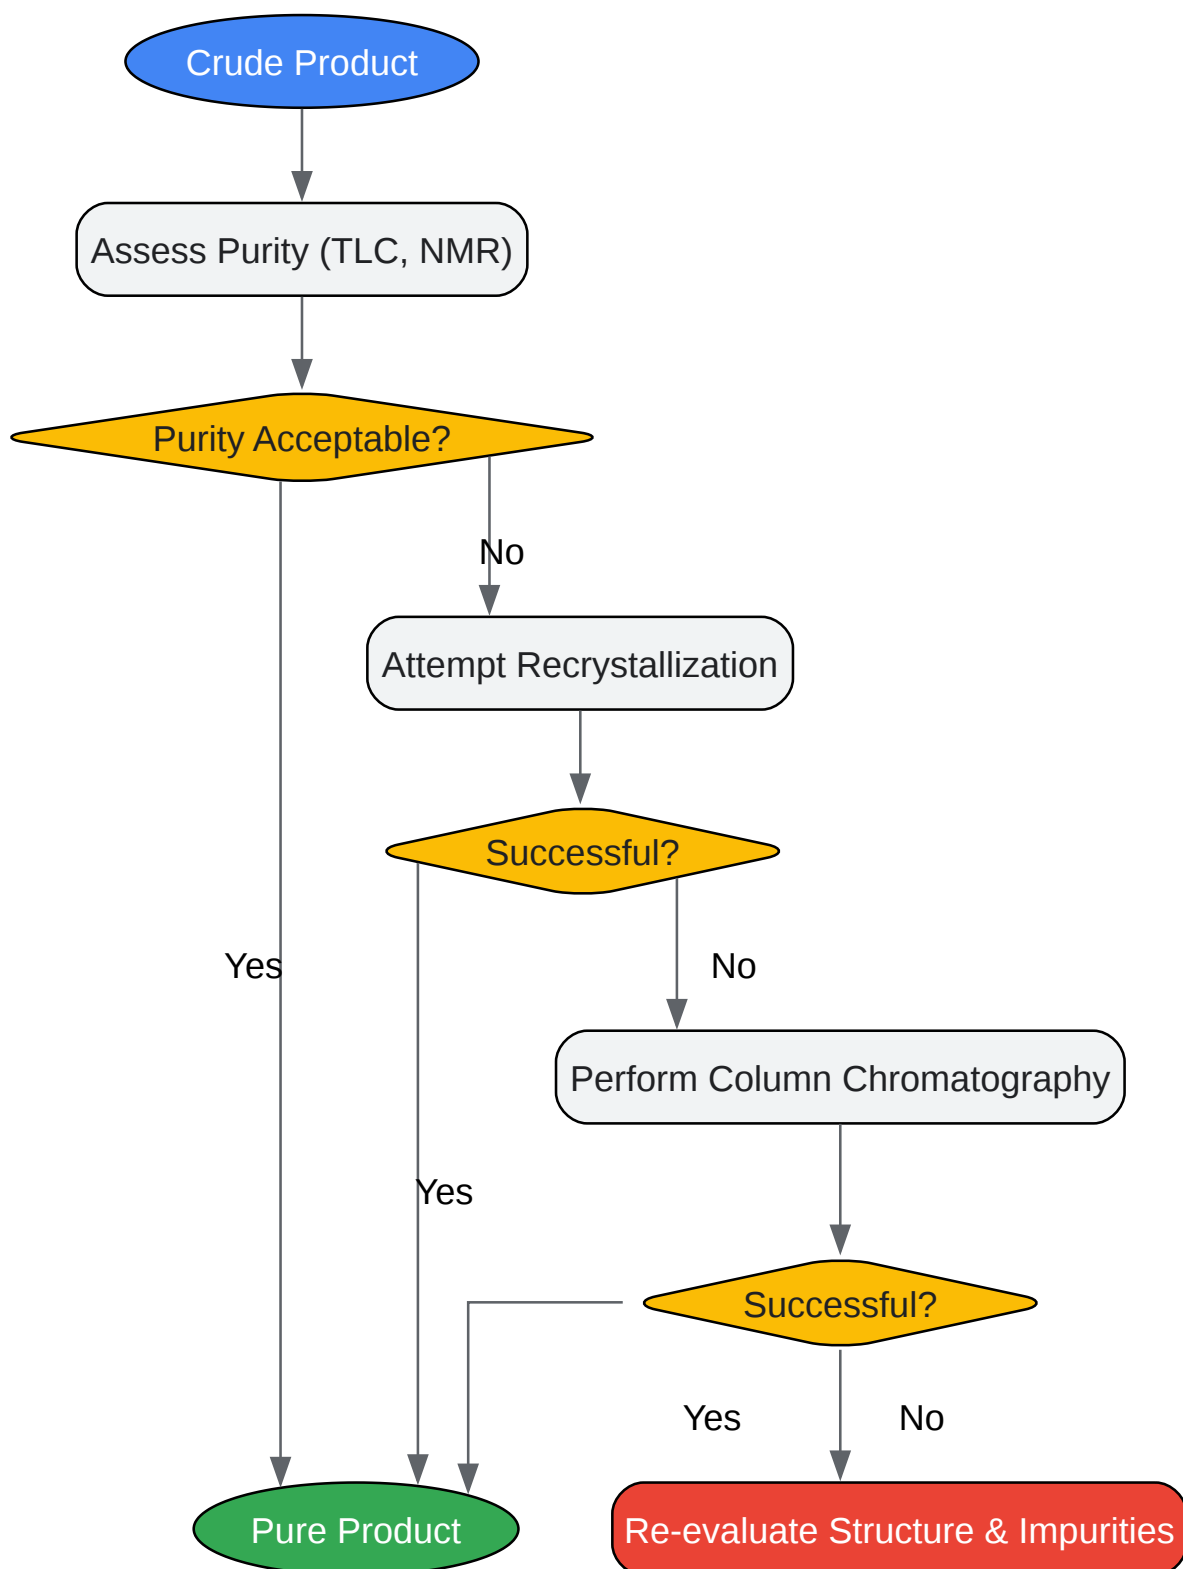 Crude Product
Assess Purity (TLC, NMR)
Purity Acceptable?
No
Attempt Recrystallization
Successful?
Yes
No
Perform Column Chromatography
Yes
Successful?
Yes
No
Pure Product
Re-evaluate Structure & Impurities